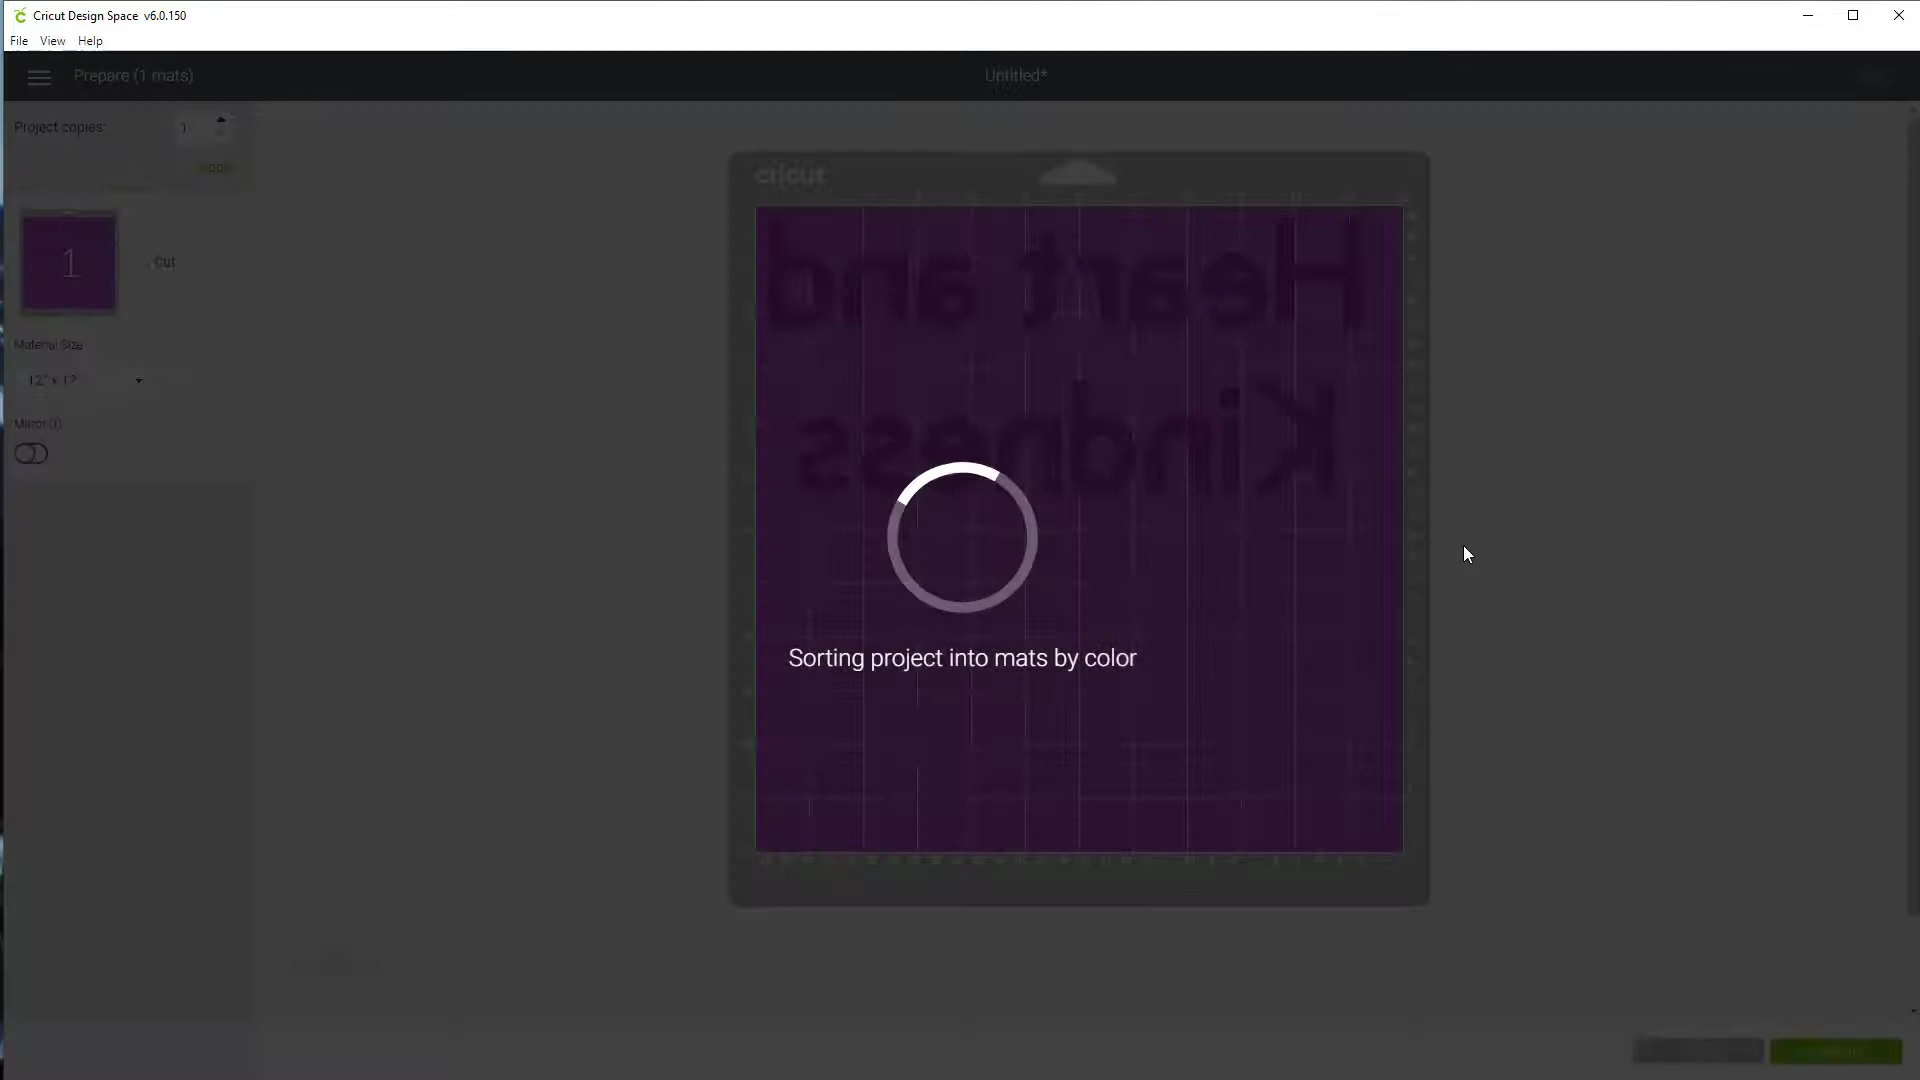 Cricut Design Space v6.0.150
File View Help
Prepare (1 mats)
Untitled*
Project copies:
1
Apply
cricut
Heart and
1
Cut
Material Size
12" x 12"
Kindness
Mirror
Sorting project into mats by color